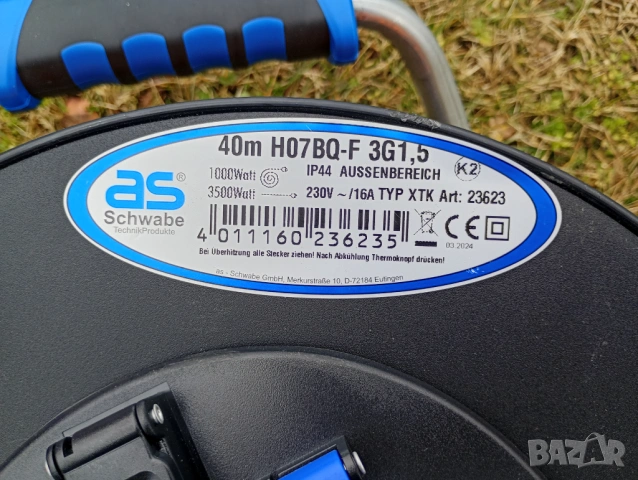 40m H07BQ-F 3G1,5
1000Watt IP44 AUSSENBEREICH K2
3500Watt 230V ~/16A TYP XTK Art: 23623
as®
Schwabe
TechnikProdukte
4 011160 236235
03.2024
Bei Überhitzung alle Stecker ziehen! Nach Abkühlung Thermoknopf drücken!
as - Schwabe GmbH, Merkurstraße 10, D-72184 Eutingen
CE
BAZAR